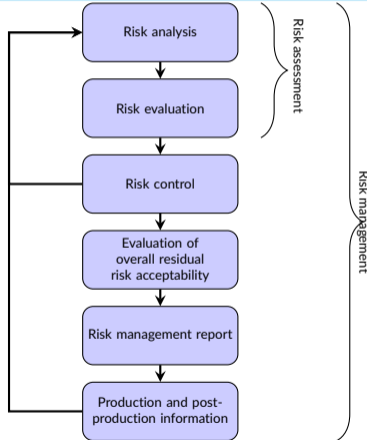 Risk analysis
Risk evaluation
Risk control
Evaluation of
overall residual
risk acceptability
Risk management report
Production and post-
production information
Risk assessment
Risk management